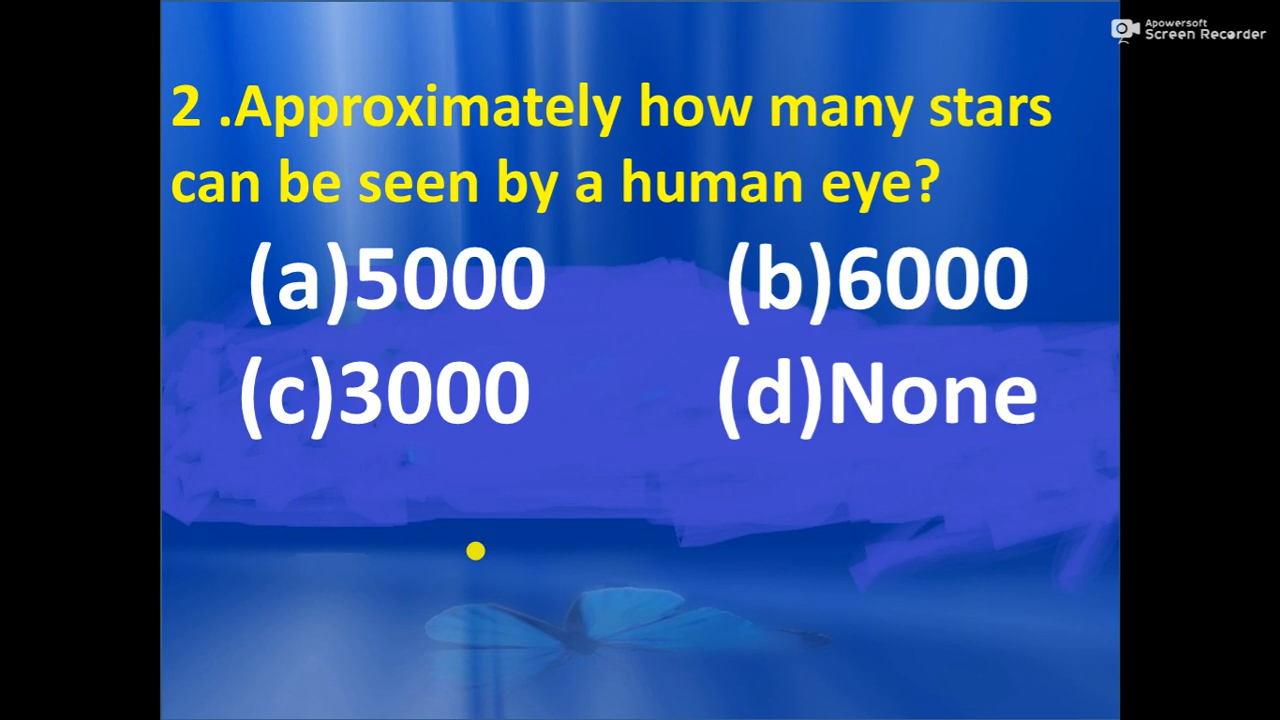 Apowersoft
Screen Recorder
2 .Approximately how many stars
can be seen by a human eye?
(a)5000 (b)6000
(c)3000 (d)None